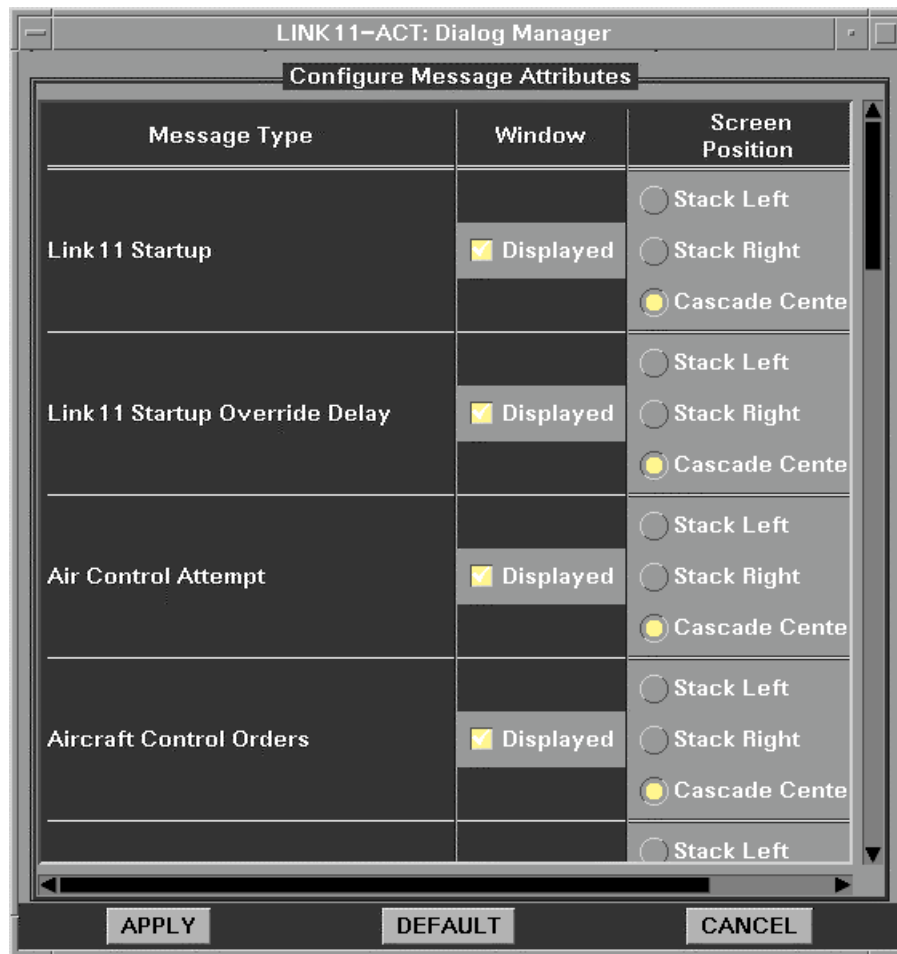 LINK11-ACT: Dialog Manager
Configure Message Attributes
Message Type
Window
Screen
Position
Stack Left
Link11 Startup
Displayed
Stack Right
Cascade Cente
Stack Left
Link11 Startup Override Delay
Displayed
Stack Right
Cascade Cente
Stack Left
Air Control Attempt
Displayed
Stack Right
Cascade Cente
Stack Left
Aircraft Control Orders
Displayed
Stack Right
Cascade Cente
Stack Left
APPLY
DEFAULT
CANCEL